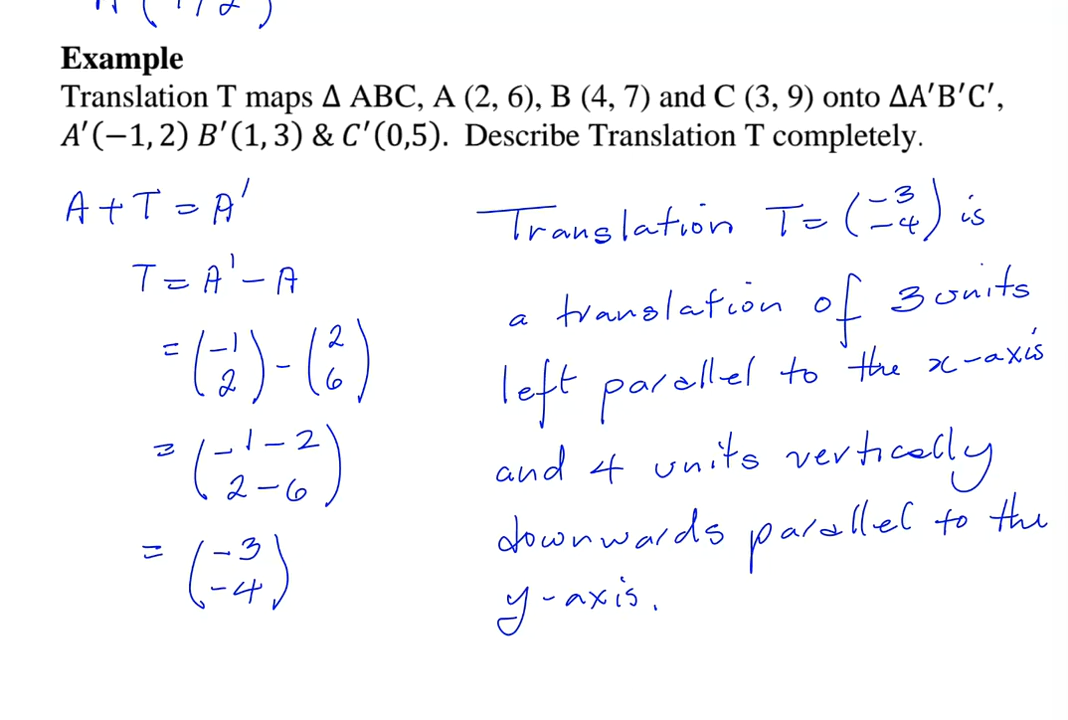 Example
Translation T maps Δ ABC, A (2, 6), B (4, 7) and C (3, 9) onto ΔA′B′C′,
A′(−1, 2) B′(1, 3) & C′(0,5). Describe Translation T completely.
A + T = A′
T = A′ − A
= (−1 2) − (2 6)
= (−1 − 2 2 − 6)
= (−3 −4)
Translation T = (−3 −4) is
a translation of 3 units
left parallel to the x-axis
and 4 units vertically
downwards parallel to the
y-axis.